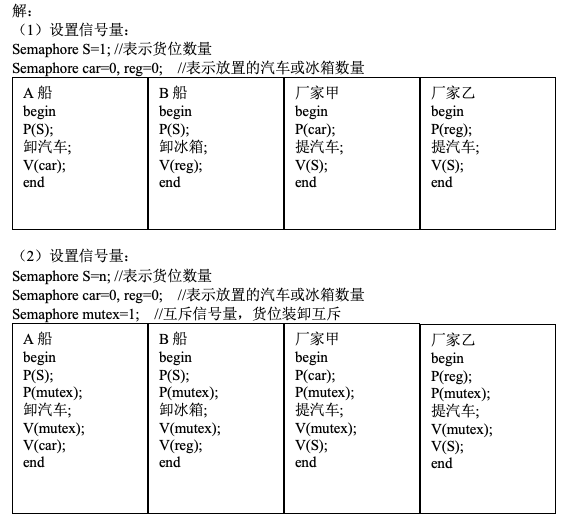 解:
（1）设置信号量:
Semaphore S=1; //表示货位数量
Semaphore car=0, reg=0; //表示放置的汽车或冰箱数量
A 船
begin
P(S);
卸汽车;
V(car);
end
B 船
begin
P(S);
卸冰箱;
V(reg);
end
厂家甲
begin
P(car);
提汽车;
V(S);
end
厂家乙
begin
P(reg);
提汽车;
V(S);
end
（2）设置信号量:
Semaphore S=n; //表示货位数量
Semaphore car=0, reg=0; //表示放置的汽车或冰箱数量
Semaphore mutex=1; //互斥信号量，货位装卸互斥
A 船
begin
P(S);
P(mutex);
卸汽车;
V(mutex);
V(car);
end
B 船
begin
P(S);
P(mutex);
卸冰箱;
V(mutex);
V(reg);
end
厂家甲
begin
P(car);
P(mutex);
提汽车;
V(mutex);
V(S);
end
厂家乙
begin
P(reg);
P(mutex);
提汽车;
V(mutex);
V(S);
end